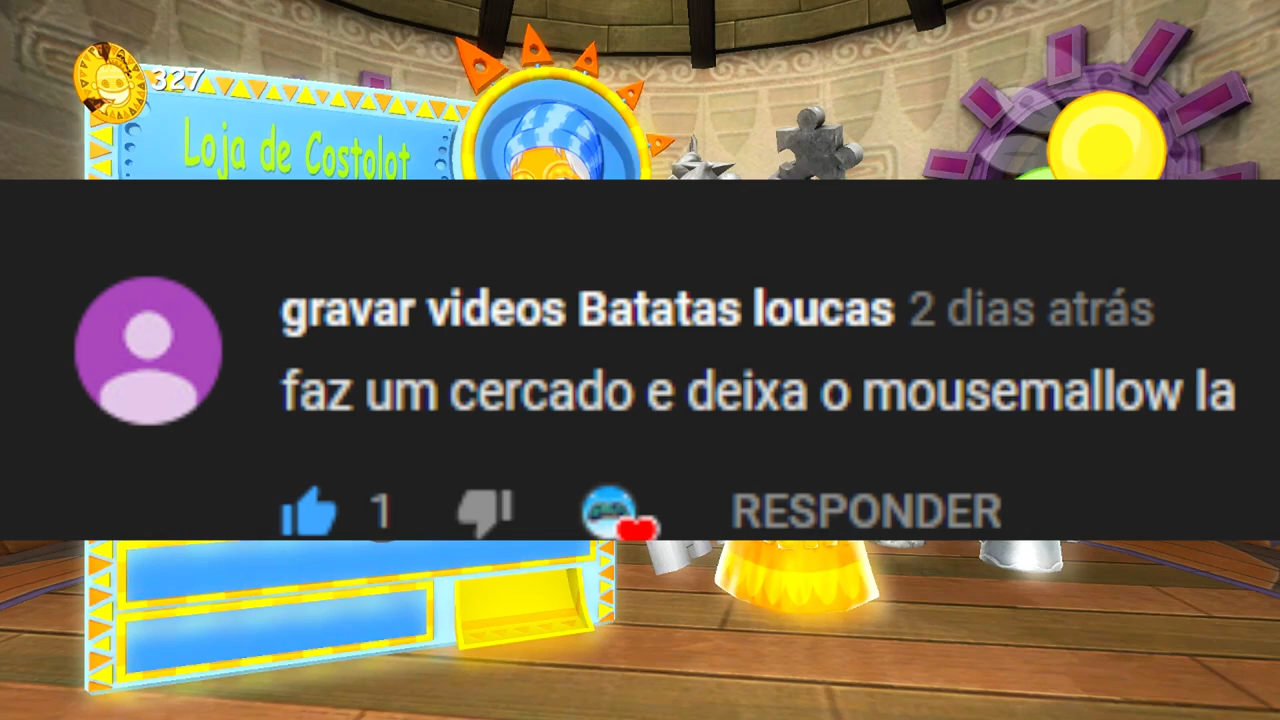 327
Loja de Costolot
gravar videos Batatas loucas 2 dias atrás
faz um cercado e deixa o mousemallow la
1
RESPONDER